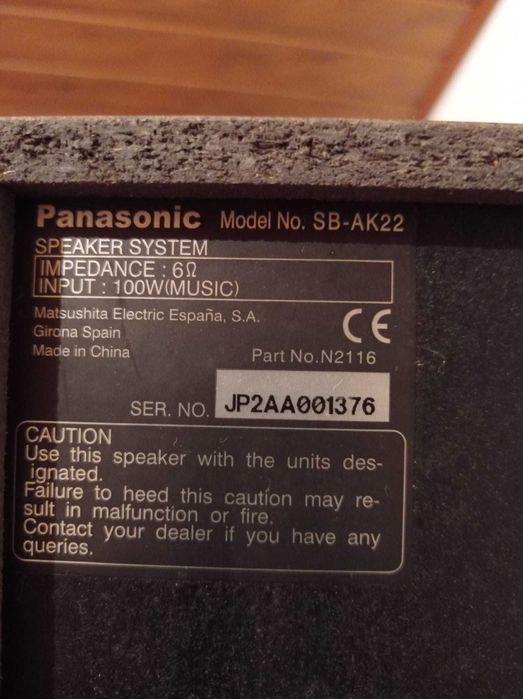 Panasonic Model No. SB-AK22
SPEAKER SYSTEM
IMPEDANCE : 6Ω
INPUT : 100W(MUSIC)
Matsushita Electric España, S.A.
Girona Spain
Made in China
CE
Part No.N2116
SER. NO. JP2AA001376
CAUTION
Use this speaker with the units des-
ignated.
Failure to heed this caution may re-
sult in malfunction or fire.
Contact your dealer if you have any
queries.